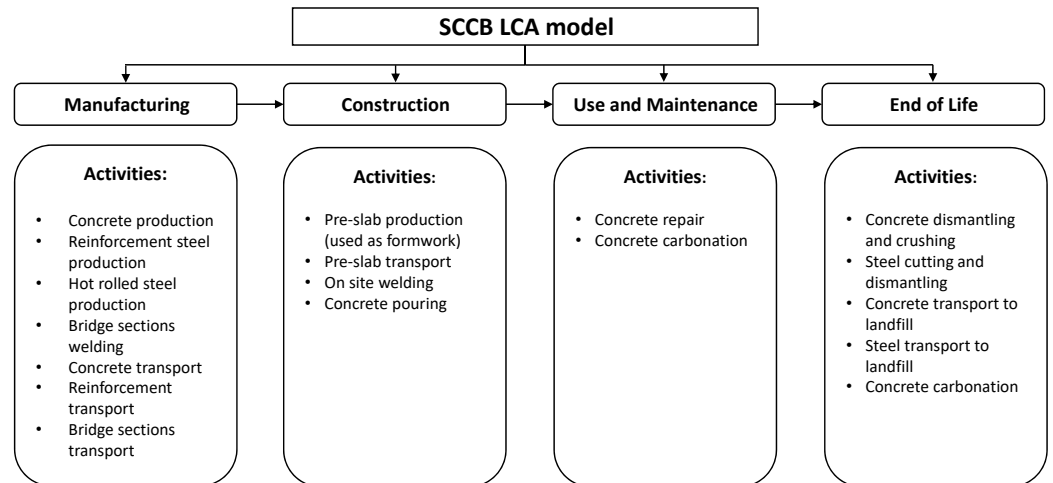 SCCB LCA model
Manufacturing
Construction
Use and Maintenance
End of Life
Activities:
• Concrete production
• Reinforcement steel
production
• Hot rolled steel
production
• Bridge sections
welding
• Concrete transport
• Reinforcement
transport
• Bridge sections
transport
Activities:
• Pre-slab production
(used as formwork)
• Pre-slab transport
• On site welding
• Concrete pouring
Activities:
• Concrete repair
• Concrete carbonation
Activities:
• Concrete dismantling
and crushing
• Steel cutting and
dismantling
• Concrete transport to
landfill
• Steel transport to
landfill
• Concrete carbonation